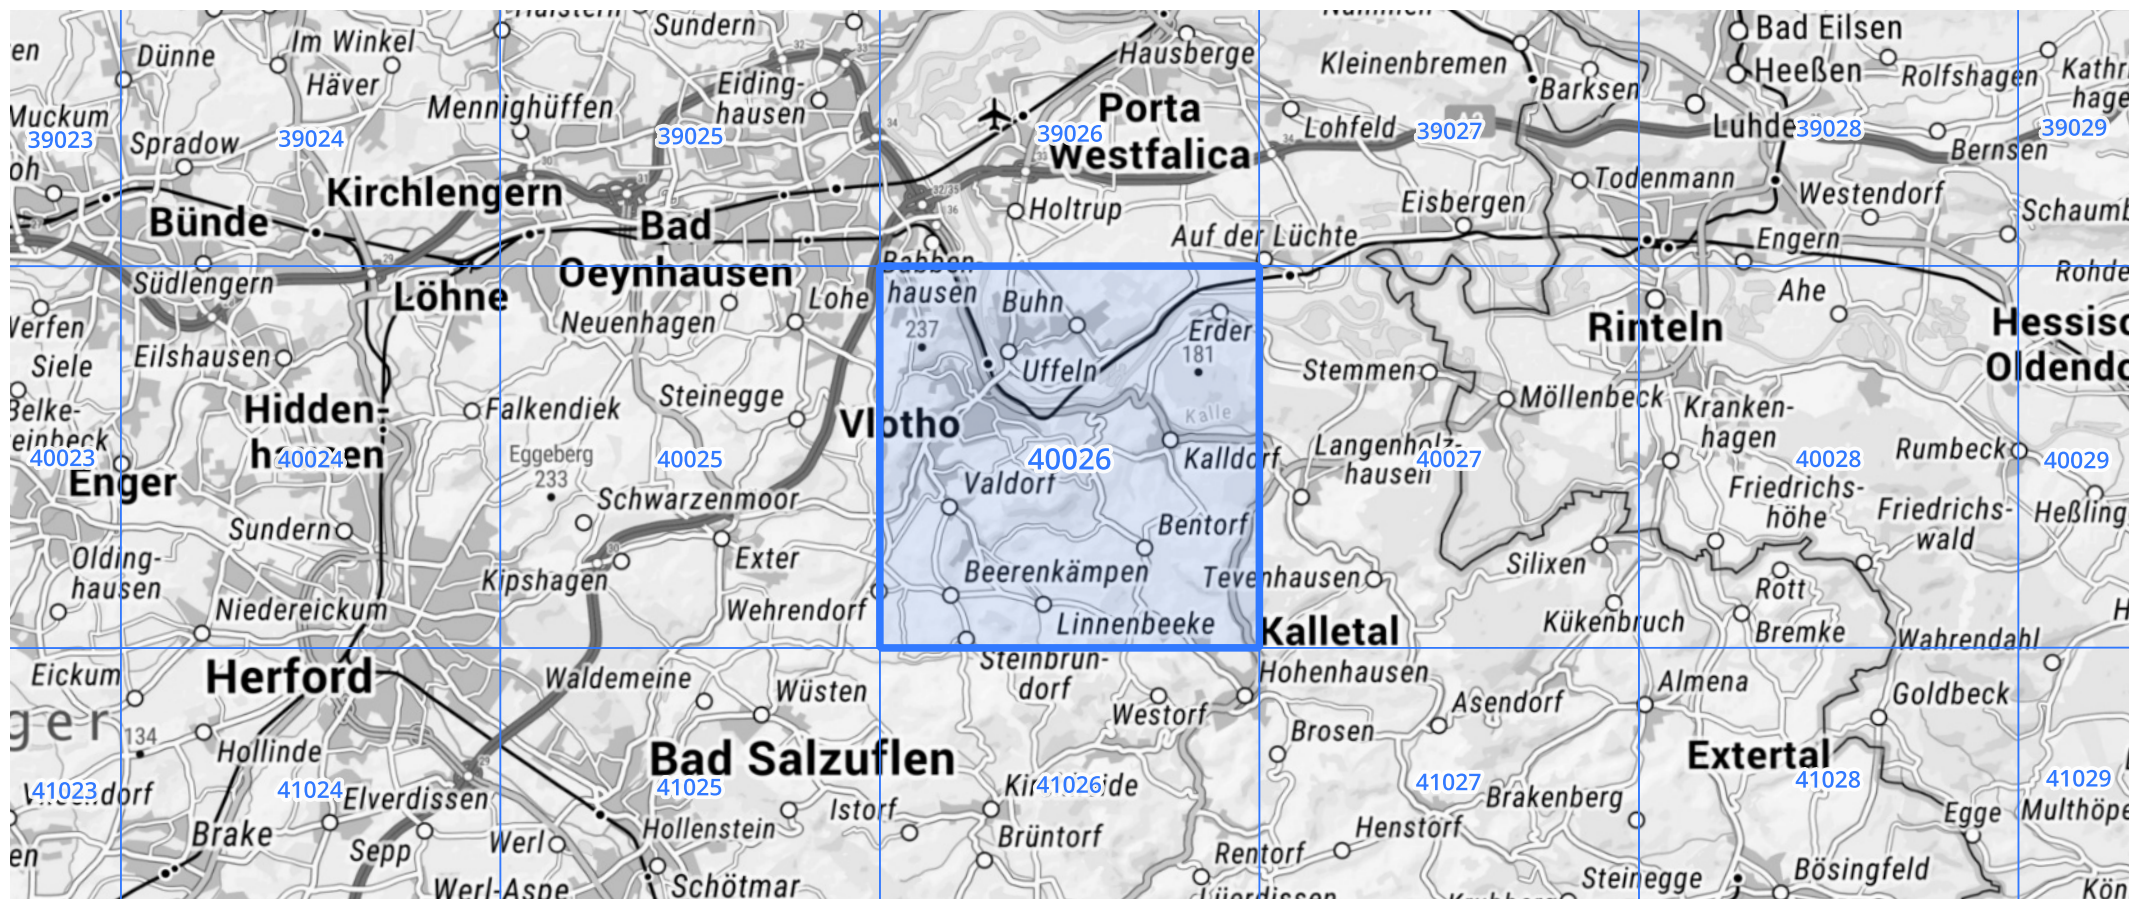 Sundern
Bad Eilsen
Dünne
Im Winkel
Hausberge
Häver
Eiding-
hausen
Kleinenbremen
Barksen
Heeßen
Rolfshagen
Muckum
Mennighüffen
Porta
Westfalica
Lohfeld
Luhde
39023
39024
39025
39026
39027
39028
39029
Spradow
Bernsen
Kirchlengern
Todenmann
Westendorf
Bünde
Bad
Oeynhausen
Holtrup
Eisbergen
Auf der Lüchte
Engern
Südlengern
Löhne
Lohe
Babben-
hausen
Buhn
Ahe
Neuenhagen
237
Erder
181
Rinteln
Eilshausen
Siele
Uffeln
Stemmen
Möllenbeck
Hidden-
hausen
Falkendiek
Steinegge
Vlotho
Kalle
Kranken-
hagen
Langenholz-
hausen
Rumbeck
Enger
Eggeberg
233
Kalldorf
40023
40024
40025
40026
40027
40028
40029
Valdorf
Schwarzenmoor
Friedrichs-
höhe
Friedrichs-
wald
Sundern
Bentorf
Olding-
hausen
Exter
Silixen
Kipshagen
Beerenkämpen
Tevenhausen
Rott
Niedereickum
Wehrendorf
Linnenbeeke
Kalletal
Kükenbruch
Bremke
Wahrendahl
Herford
Eickum
Waldemeine
Wüsten
Steinbrün-
dorf
Hohenhausen
Almena
Goldbeck
Westorf
Asendorf
Brosen
134
Hollinde
Bad Salzuflen
Extertal
41023
41024
41025
41026
41027
41028
41029
Elverdissen
Istorf
Brakenberg
Egge
Brake
Sepp
Werl
Hollenstein
Brüntorf
Henstorf
Rentorf
Bösingfeld
Steinegge
Werl-Aspe
Schötmar